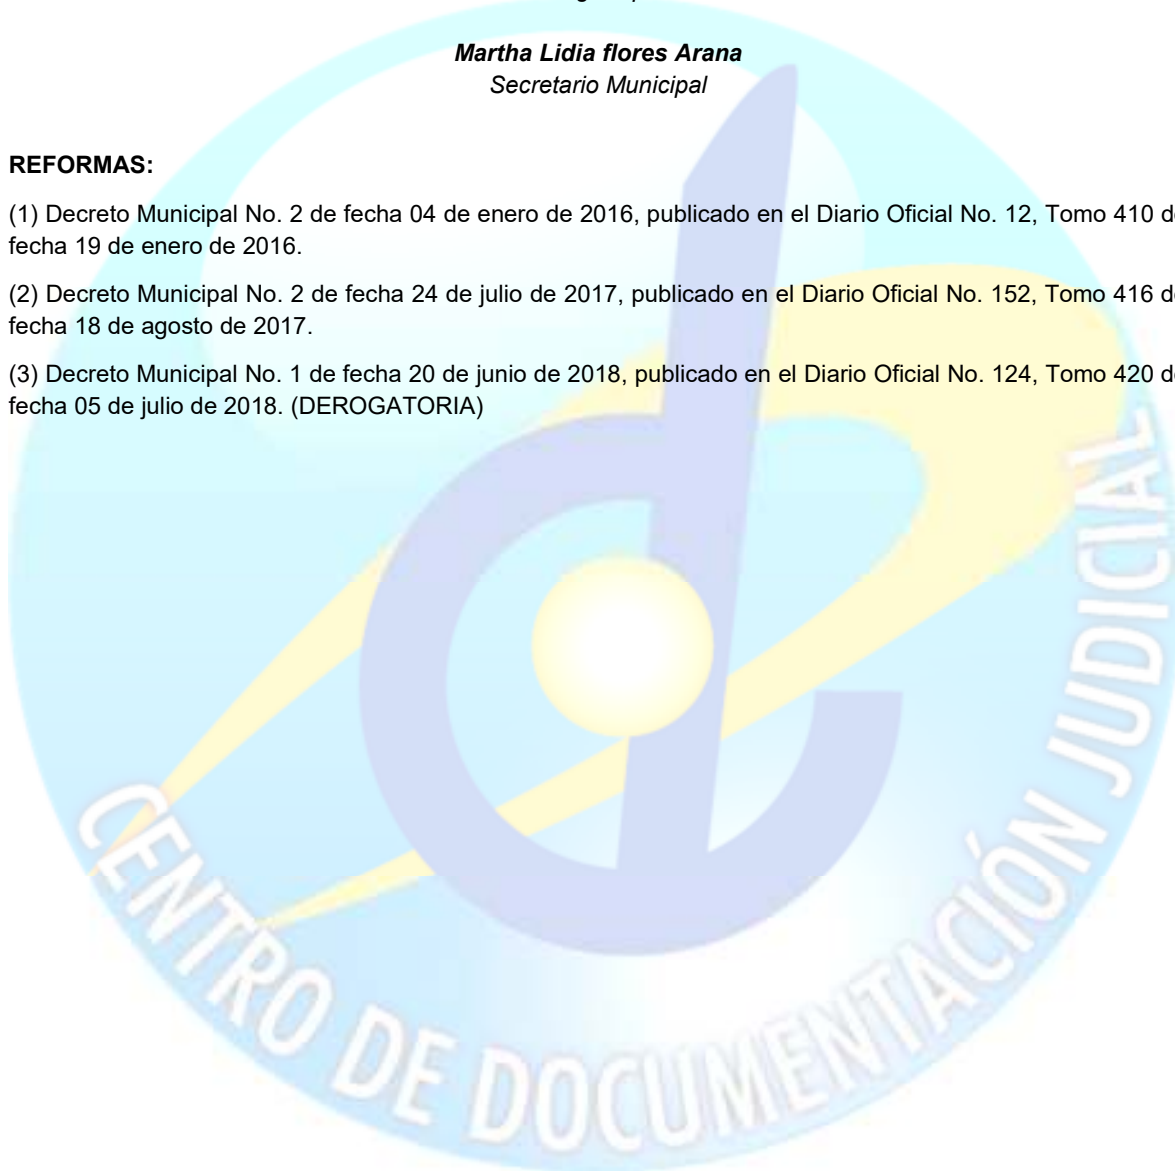 Martha Lidia flores Arana
Secretario Municipal
REFORMAS:
(1) Decreto Municipal No. 2 de fecha 04 de enero de 2016, publicado en el Diario Oficial No. 12, Tomo 410 d
fecha 19 de enero de 2016.
(2) Decreto Municipal No. 2 de fecha 24 de julio de 2017, publicado en el Diario Oficial No. 152, Tomo 416 d
fecha 18 de agosto de 2017.
(3) Decreto Municipal No. 1 de fecha 20 de junio de 2018, publicado en el Diario Oficial No. 124, Tomo 420 d
fecha 05 de julio de 2018. (DEROGATORIA)
CENTRO DE DOCUMENTACIÓN JUDICIAL